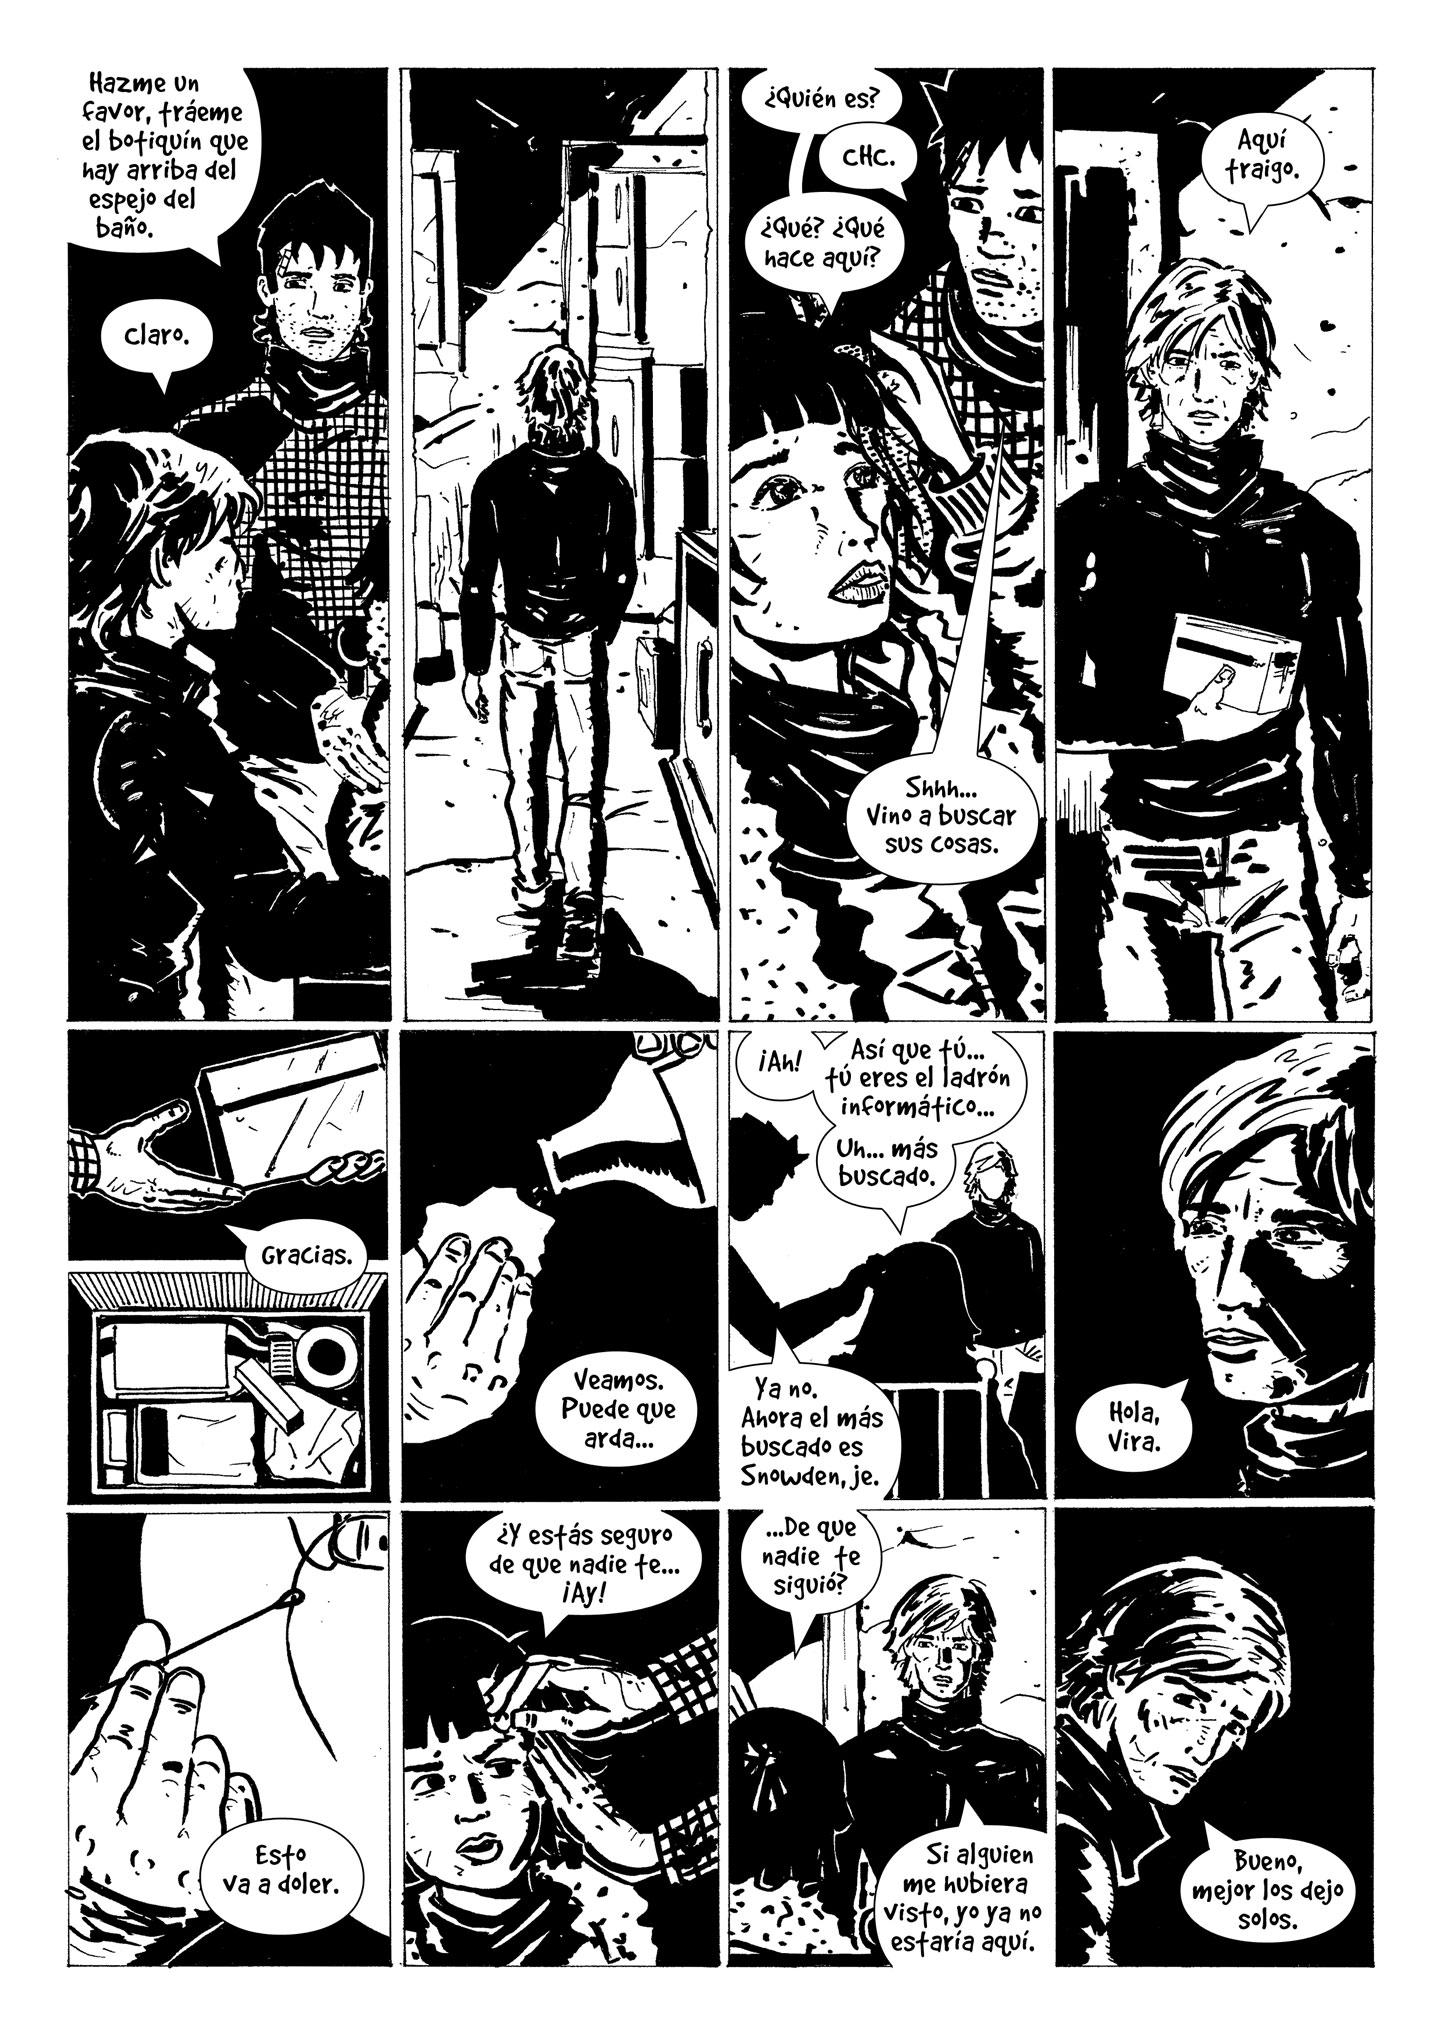 Hazme un
favor, tráeme
el botiquín que
hay arriba del
espejo del
baño.
Claro.
¿Quién es?
CHC.
¿Qué? ¿Qué
hace aquí?
Shhh...
Vino a buscar
sus cosas.
Aquí
traigo.
Gracias.
Veamos.
Puede que
arda...
¡Ah!
Así que tú...
tú eres el ladrón
informático...
Uh... más
buscado.
Ya no.
Ahora el más
buscado es
Snowden, je.
Hola,
Vira.
Esto
va a doler.
¿Y estás seguro
de que nadie te...
¡Ay!
...De que
nadie te
siguió?
Si alguien
me hubiera
visto, yo ya no
estaría aquí.
Bueno,
mejor los dejo
solos.